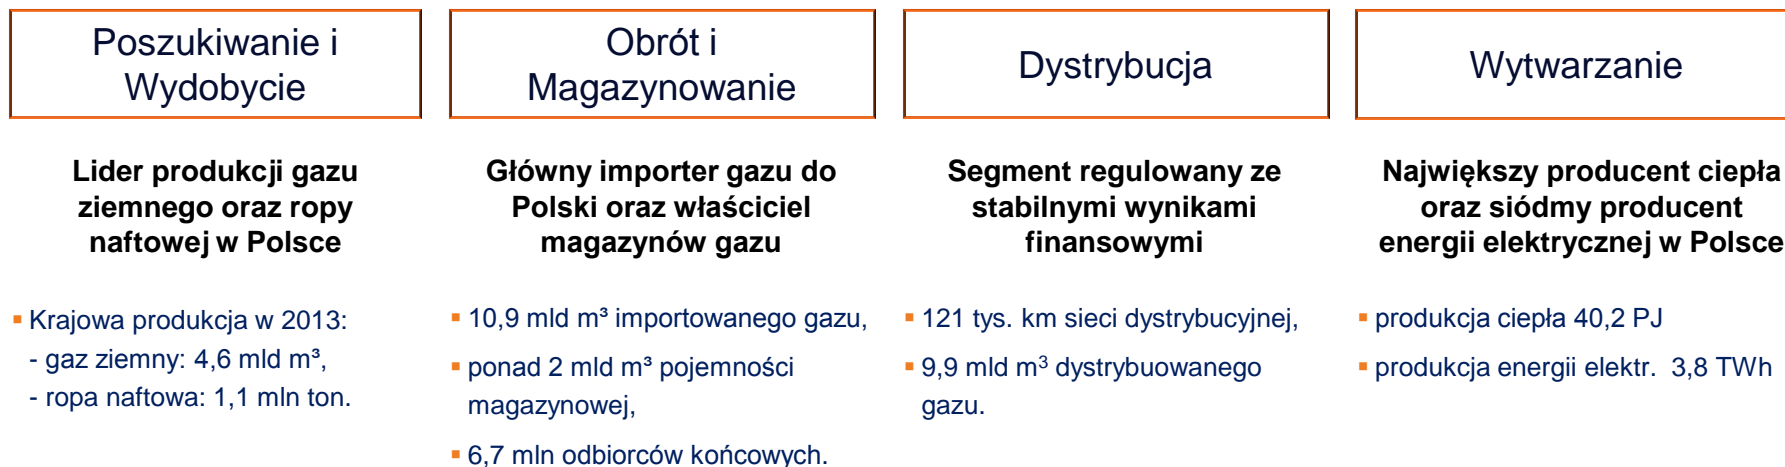 Poszukiwanie i
Wydobycie
Lider produkcji gazu
ziemnego oraz ropy
naftowej w Polsce
▪ Krajowa produkcja w 2013:
- gaz ziemny: 4,6 mld m³,
- ropa naftowa: 1,1 mln ton.
Obrót i
Magazynowanie
Główny importer gazu do
Polski oraz właściciel
magazynów gazu
▪ 10,9 mld m³ importowanego gazu,
▪ ponad 2 mld m³ pojemności
magazynowej,
▪ 6,7 mln odbiorców końcowych.
Dystrybucja
Segment regulowany ze
stabilnymi wynikami
finansowymi
▪ 121 tys. km sieci dystrybucyjnej,
▪ 9,9 mld m³ dystrybuowanego
gazu.
Wytwarzanie
Największy producent ciepła
oraz siódmy producent
energii elektrycznej w Polsce
▪ produkcja ciepła 40,2 PJ
▪ produkcja energii elektr. 3,8 TWh